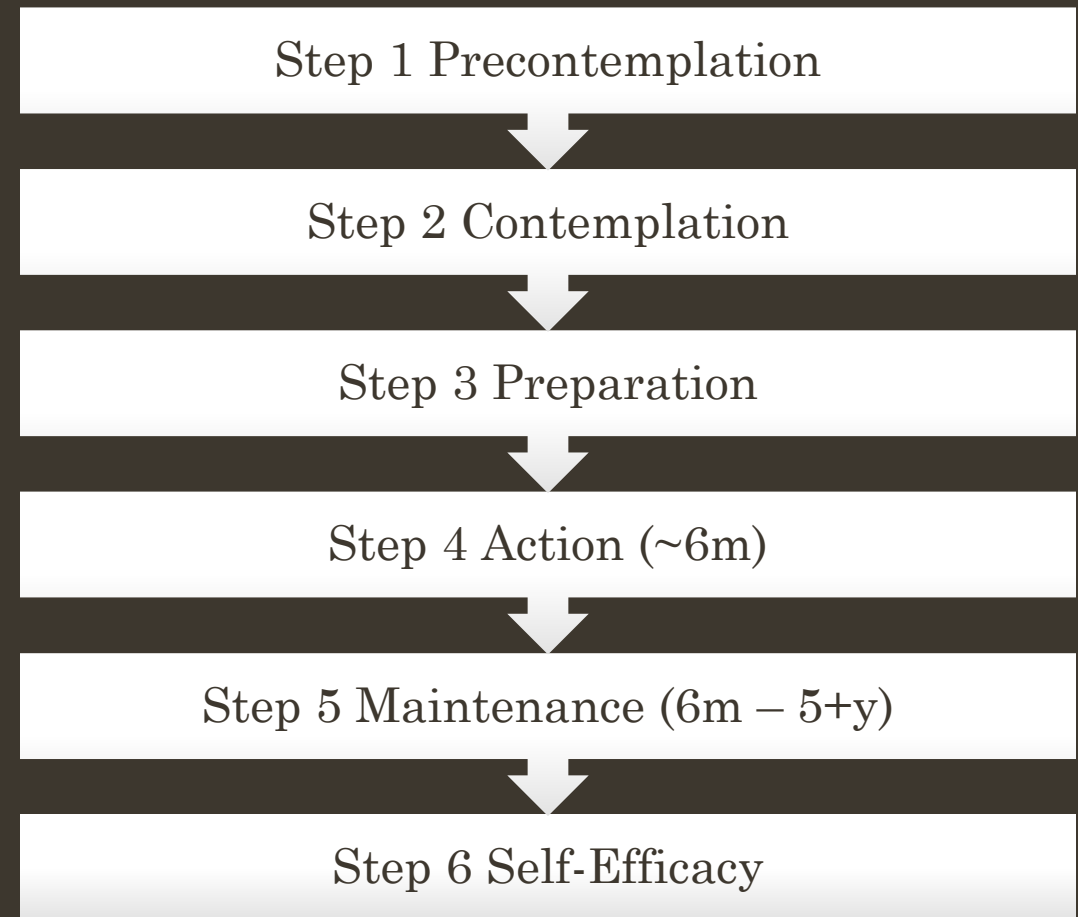 Step 1 Precontemplation
Step 2 Contemplation
Step 3 Preparation
Step 4 Action (~6m)
Step 5 Maintenance (6m – 5+y)
Step 6 Self-Efficacy